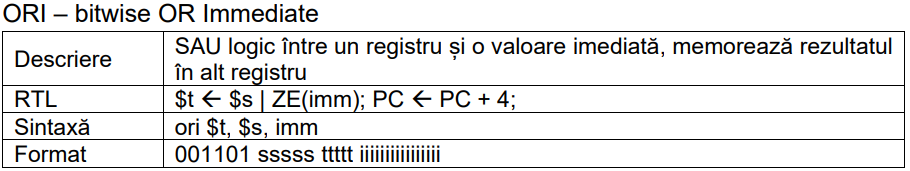 ORI – bitwise OR Immediate
Descriere
SAU logic între un registru și o valoare imediată, memorează rezultatul
în alt registru
RTL
$t ← $s | ZE(imm); PC ← PC + 4;
Sintaxă
ori $t, $s, imm
Format
001101 sssss ttttt iiiiiiiiiiiiiiii